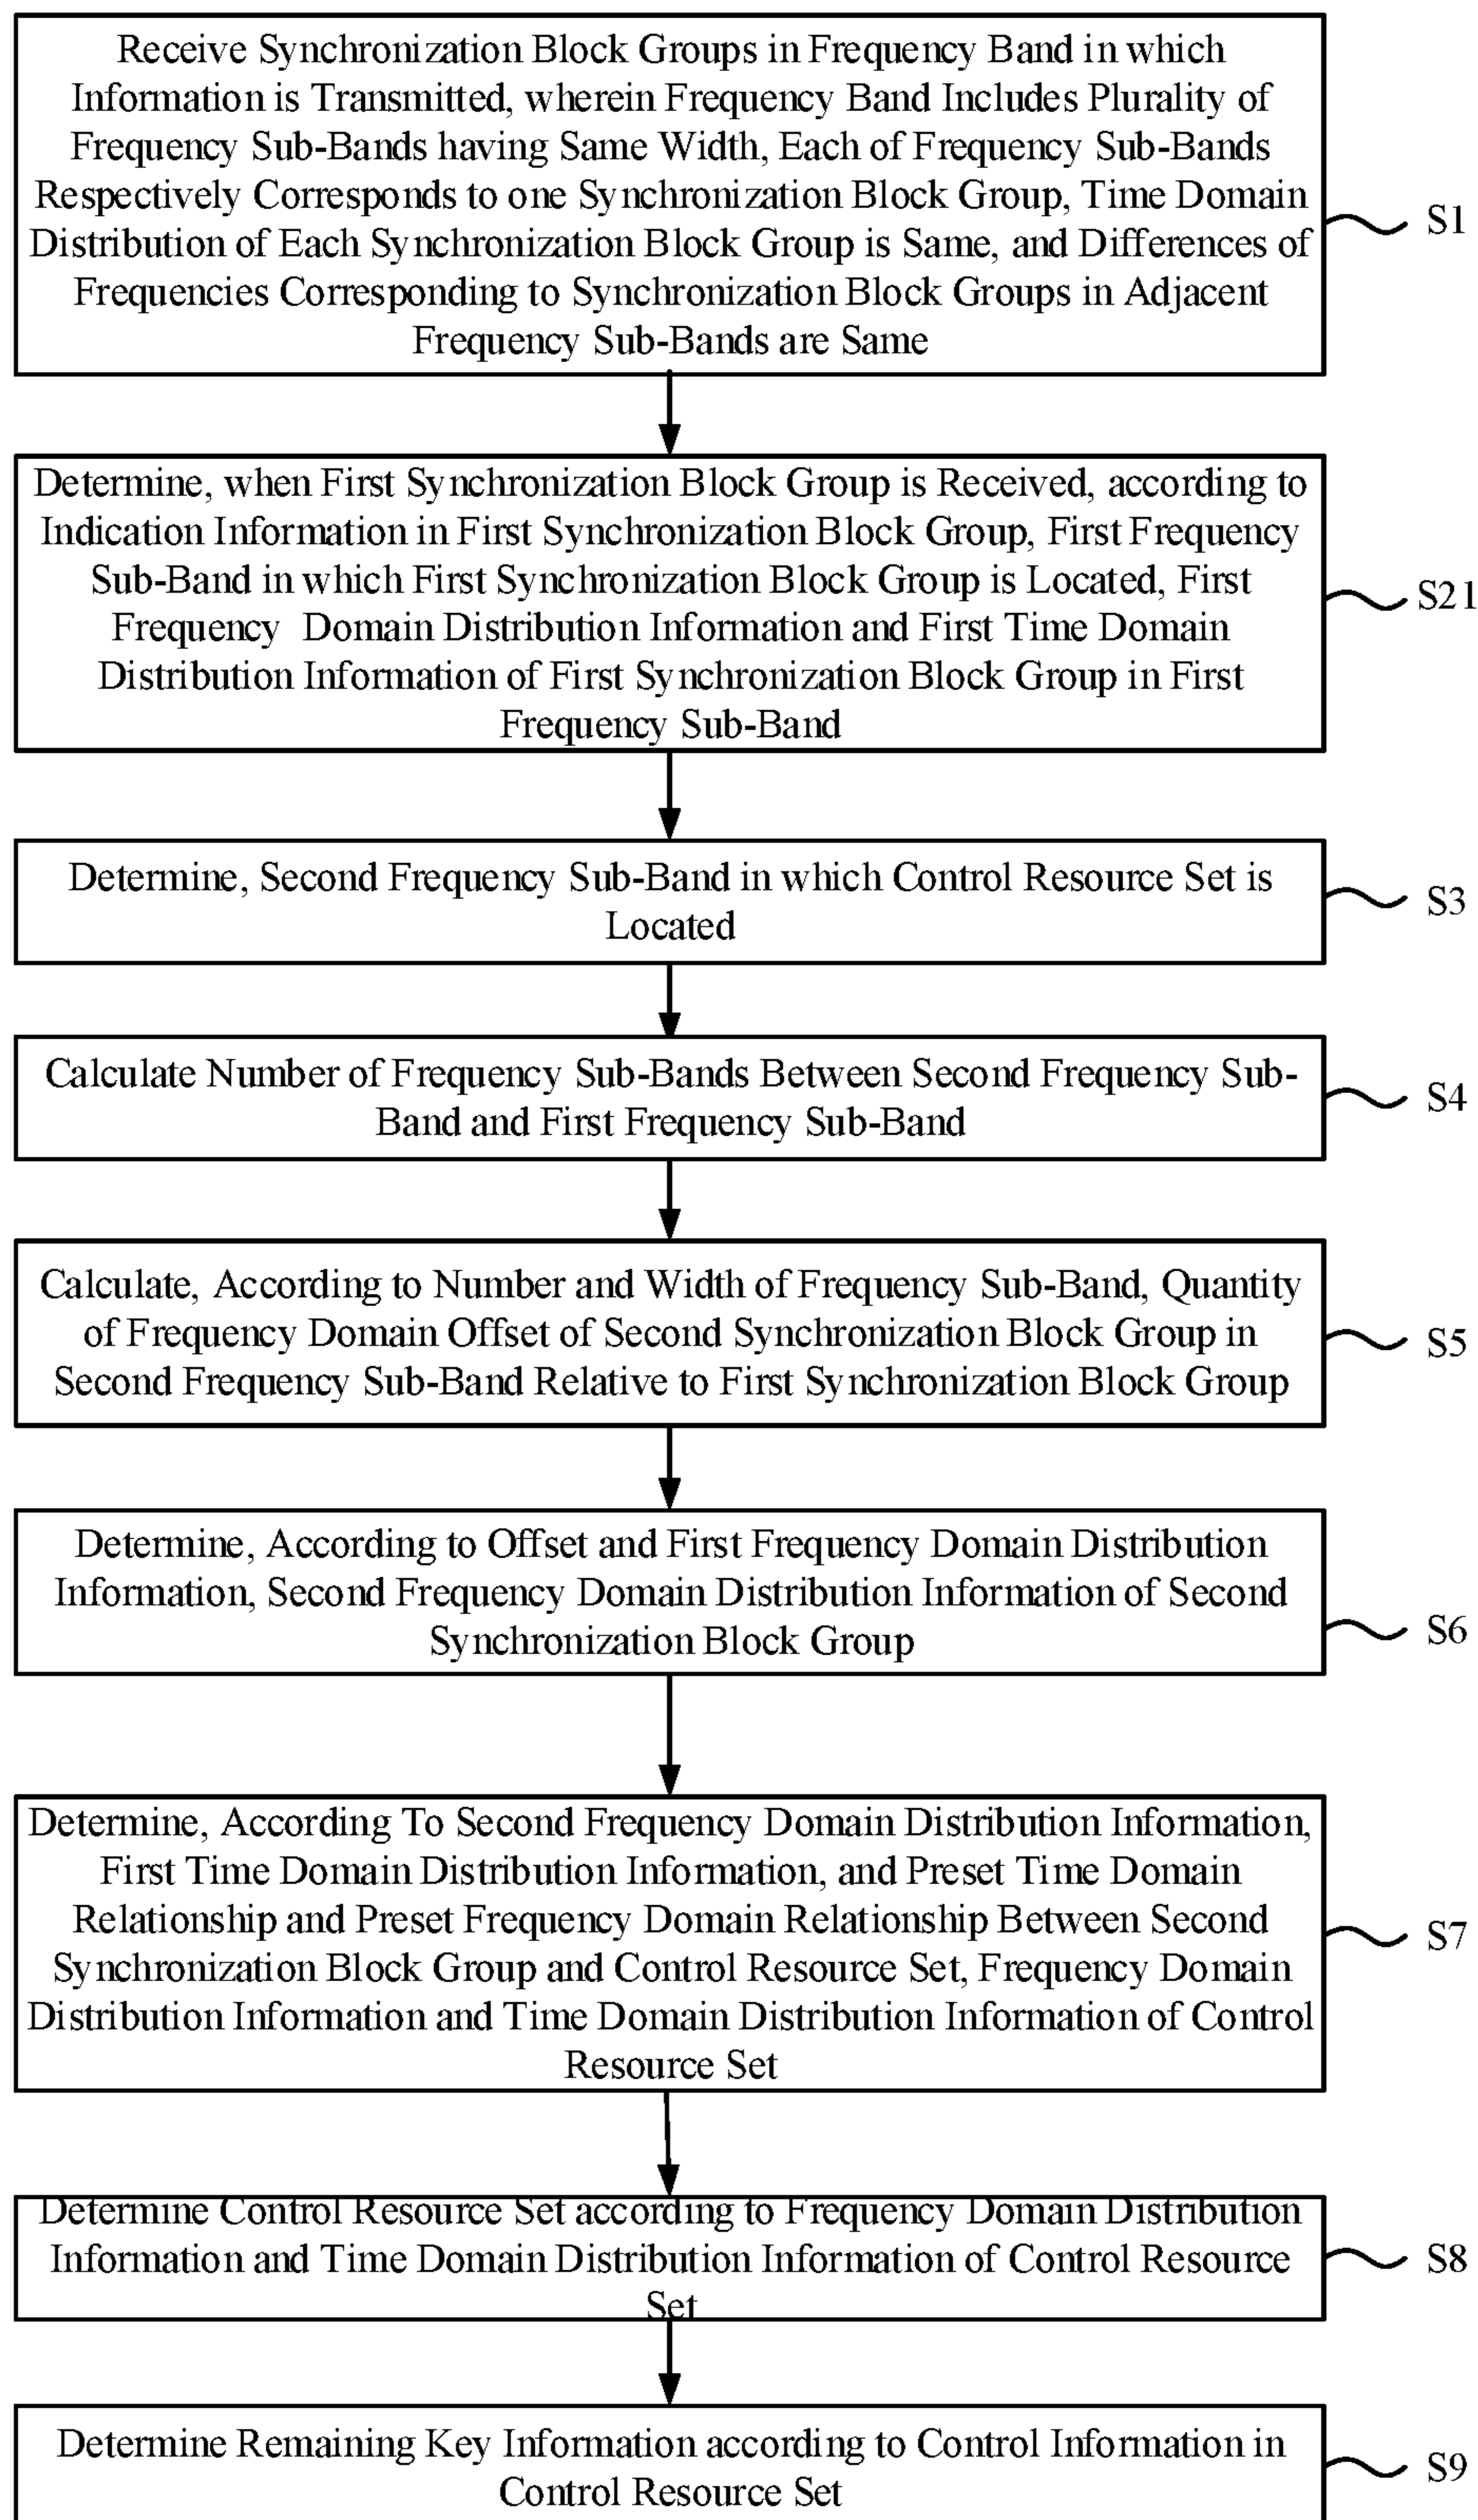 Receive Synchronization Block Groups in Frequency Band in which
Information is Transmitted, wherein Frequency Band Includes Plurality of
Frequency Sub-Bands having Same Width, Each of Frequency Sub-Bands
Respectively Corresponds to one Synchronization Block Group, Time Domain
Distribution of Each Synchronization Block Group is Same, and Differences of
Frequencies Corresponding to Synchronization Block Groups in Adjacent
Frequency Sub-Bands are Same
S1
Determine, when First Synchronization Block Group is Received, according to
Indication Information in First Synchronization Block Group, First Frequency
Sub-Band in which First Synchronization Block Group is Located, First
Frequency Domain Distribution Information and First Time Domain
Distribution Information of First Synchronization Block Group in First
Frequency Sub-Band
S21
Determine, Second Frequency Sub-Band in which Control Resource Set is
Located
S3
Calculate Number of Frequency Sub-Bands Between Second Frequency Sub-
Band and First Frequency Sub-Band
S4
Calculate, According to Number and Width of Frequency Sub-Band, Quantity
of Frequency Domain Offset of Second Synchronization Block Group in
Second Frequency Sub-Band Relative to First Synchronization Block Group
S5
Determine, According to Offset and First Frequency Domain Distribution
Information, Second Frequency Domain Distribution Information of Second
Synchronization Block Group
S6
Determine, According To Second Frequency Domain Distribution Information,
First Time Domain Distribution Information, and Preset Time Domain
Relationship and Preset Frequency Domain Relationship Between Second
Synchronization Block Group and Control Resource Set, Frequency Domain
Distribution Information and Time Domain Distribution Information of Control
Resource Set
S7
Determine Control Resource Set according to Frequency Domain Distribution
Information and Time Domain Distribution Information of Control Resource
Set
S8
Determine Remaining Key Information according to Control Information in
Control Resource Set
S9